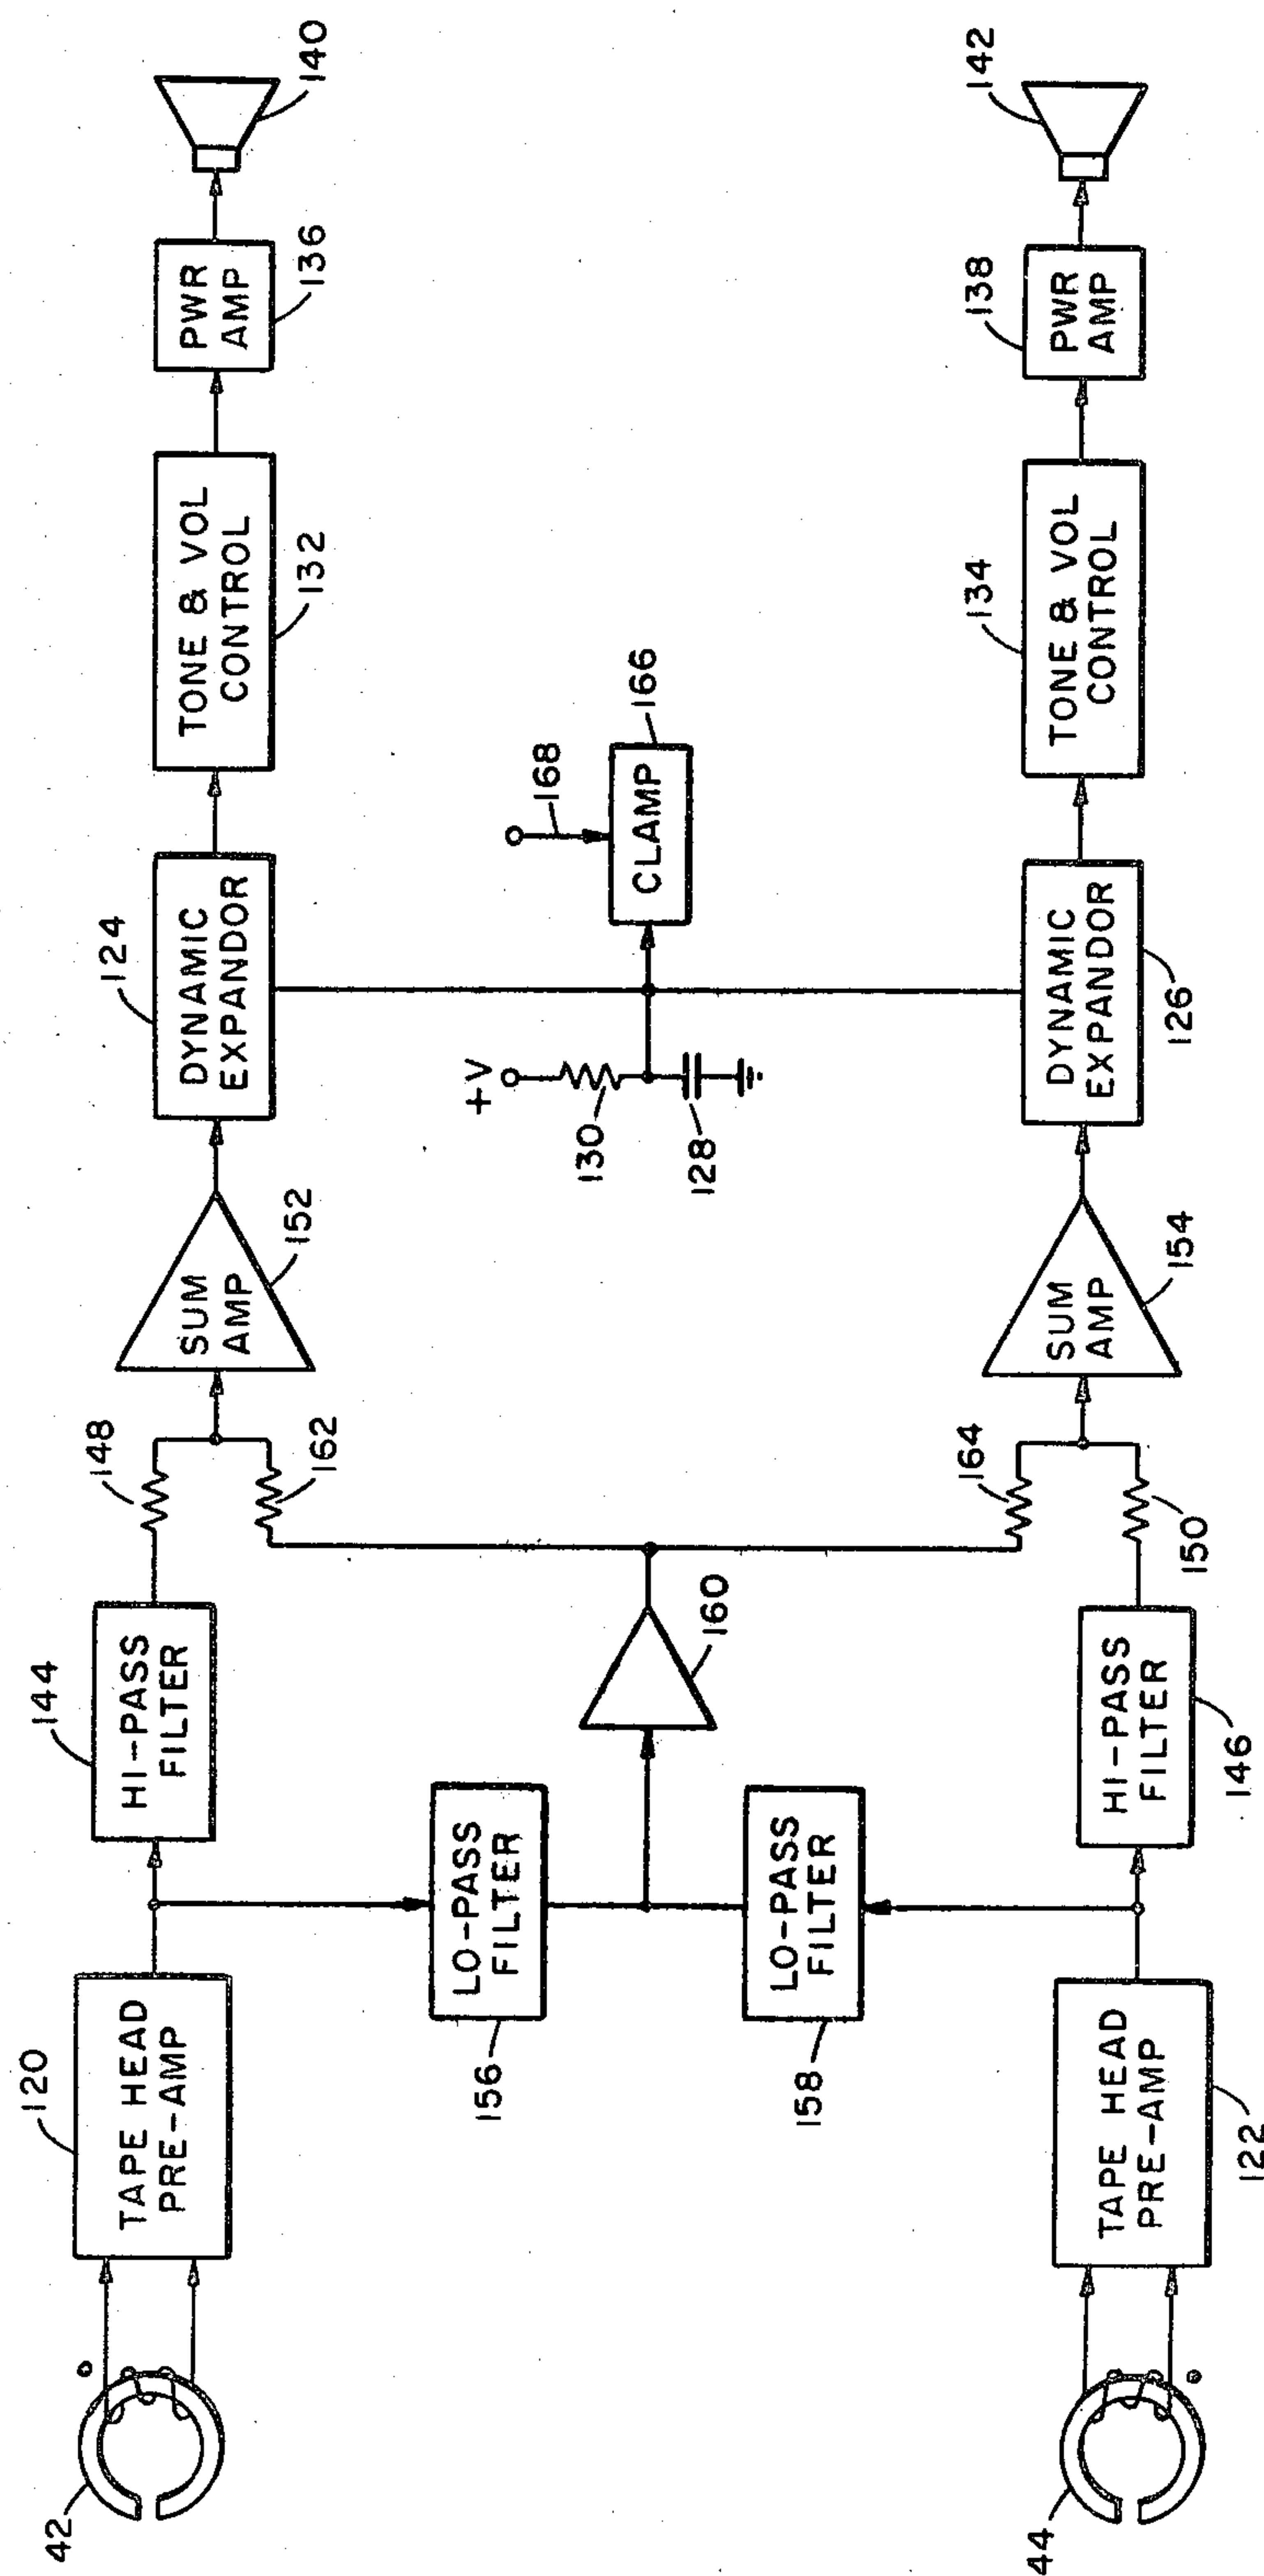 42
120
TAPE HEAD
PRE-AMP
144
HI-PASS
FILTER
148
162
SUM
AMP
152
124
DYNAMIC
EXPANDOR
TONE & VOL
CONTROL
132
PWR
AMP
136
140
LO-PASS
FILTER
156
LO-PASS
FILTER
158
160
+V
130
128
168
CLAMP
166
44
TAPE HEAD
PRE-AMP
122
HI-PASS
FILTER
146
164
150
SUM
AMP
154
DYNAMIC
EXPANDOR
126
134
TONE & VOL
CONTROL
138
PWR
AMP
142